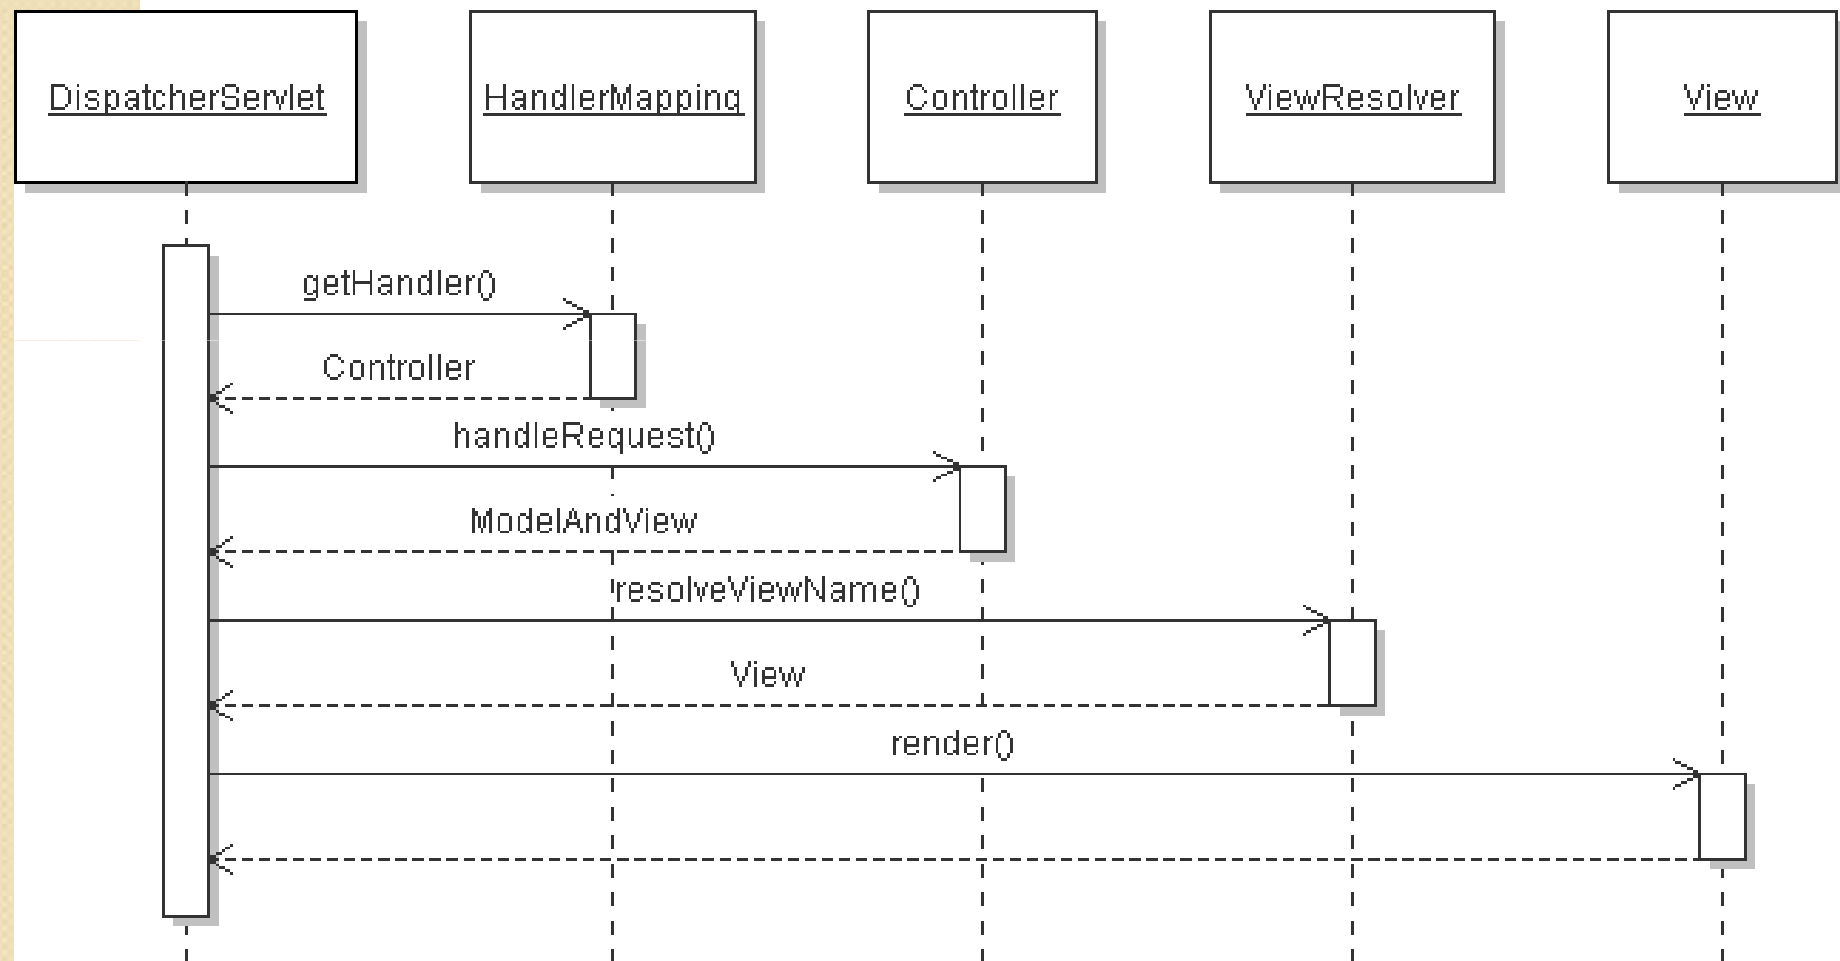 DispatcherServlet
HandlerMapping
Controller
ViewResolver
View
getHandler()
Controller
handleRequest()
ModelAndView
resolveViewName()
View
render()